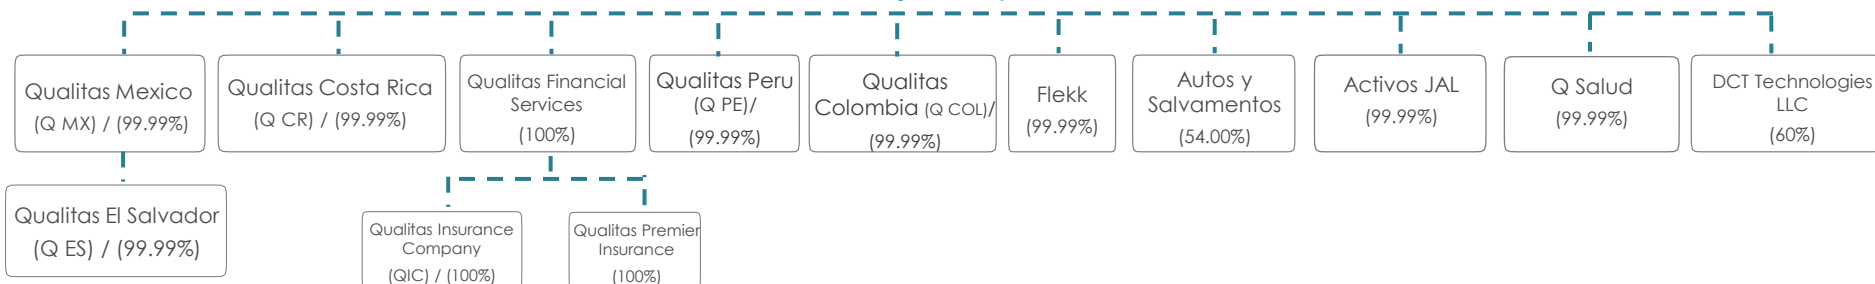 Qualitas Mexico
(Q MX) / (99.99%)
Qualitas Costa Rica
(Q CR) / (99.99%)
Qualitas Financial
Services
(100%)
Qualitas Peru
(Q PE)/
(99.99%)
Qualitas
Colombia (Q COL)/
(99.99%)
Flekk
(99.99%)
Autos y
Salvamentos
(54.00%)
Activos JAL
(99.99%)
Q Salud
(99.99%)
DCT Technologies
LLC
(60%)
Qualitas El Salvador
(Q ES) / (99.99%)
Qualitas Insurance
Company
(QIC) / (100%)
Qualitas Premier
Insurance
(100%)